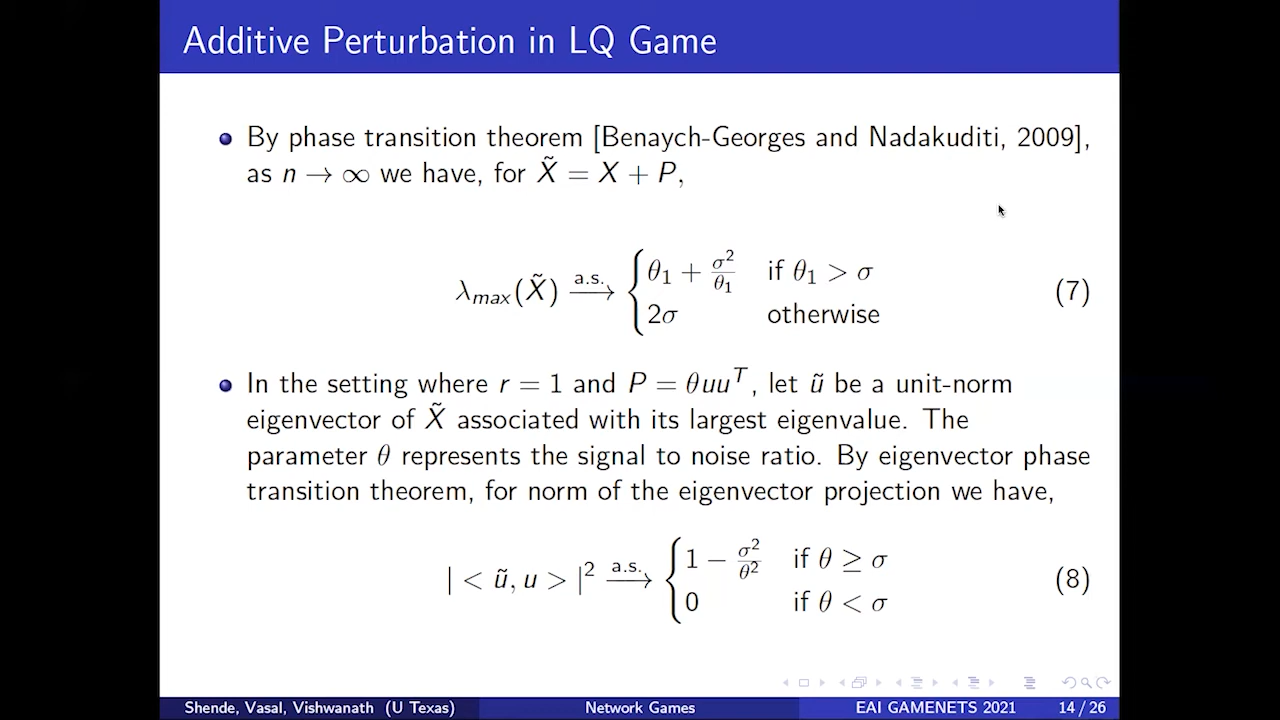 Additive Perturbation in LQ Game
By phase transition theorem [Benaych-Georges and Nadakuditi, 2009],
as n → ∞ we have, for X̃ = X + P,
λ_max(X̃) —a.s.→ { θ₁ + σ²/θ₁ if θ₁ > σ
2σ otherwise (7)
In the setting where r = 1 and P = θuuᵀ, let ũ be a unit-norm
eigenvector of X̃ associated with its largest eigenvalue. The
parameter θ represents the signal to noise ratio. By eigenvector phase
transition theorem, for norm of the eigenvector projection we have,
| < ũ, u > |² —a.s.→ { 1 − σ²/θ² if θ ≥ σ
0 if θ < σ (8)
Shende, Vasal, Vishwanath (U Texas) Network Games EAI GAMENETS 2021 14 / 26